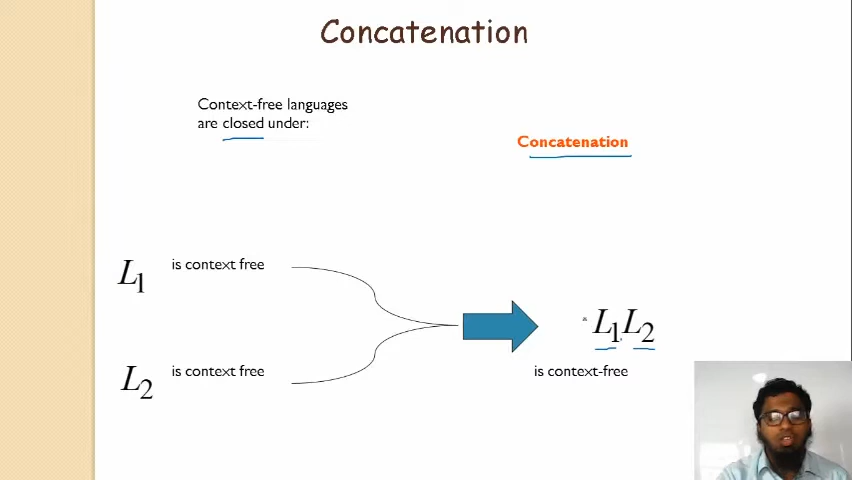 Concatenation
Context-free languages
are closed under:
Concatenation
L1 is context free
L1L2
is context-free
L2 is context free